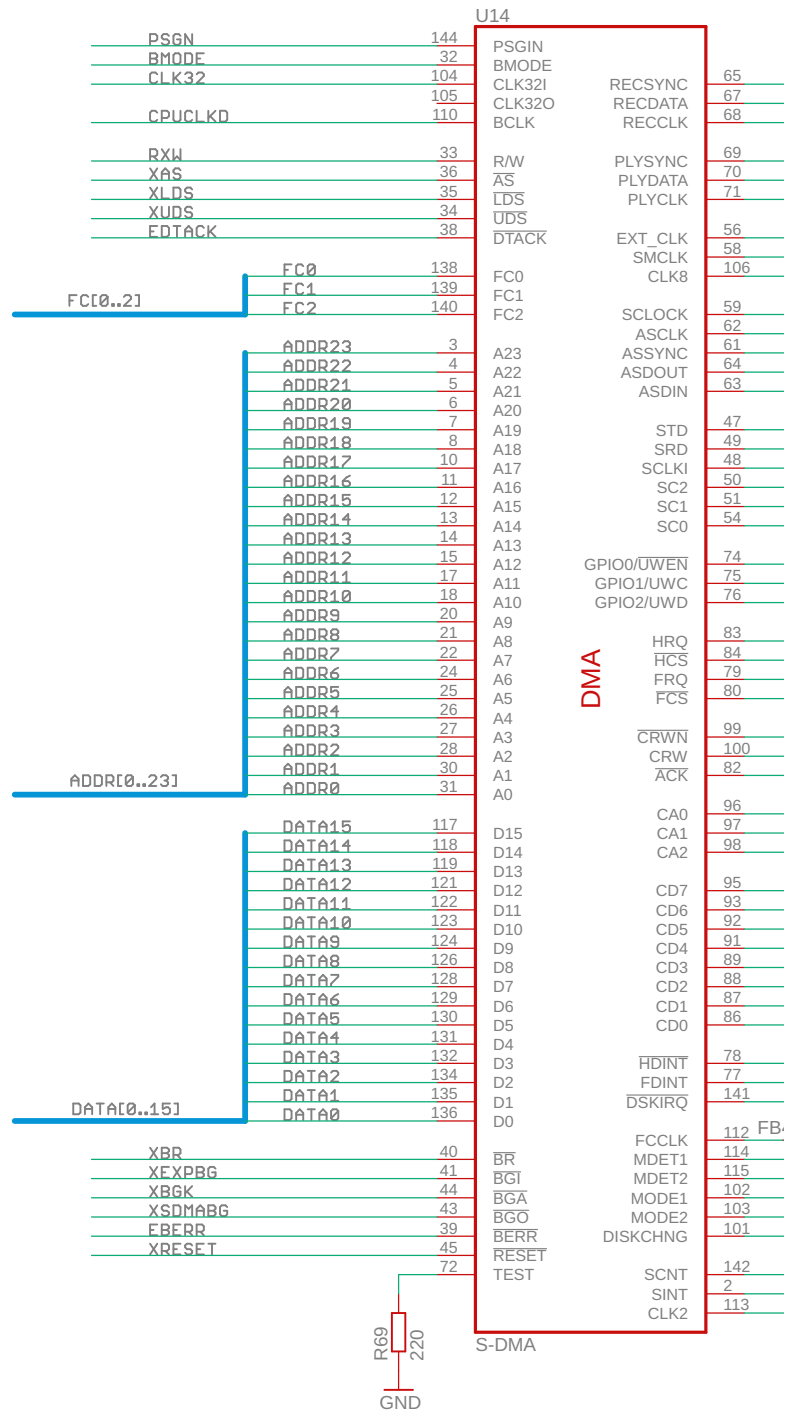 U14
PSGN 144 PSGIN
BMODE 32 BMODE
CLK32 104 CLK32I RECSYNC 65
105 CLK32O RECDATA 67
CPUCLKD 110 BCLK RECCLK 68
RXW 33 R/W PLYSYNC 69
XAS 36 AS PLYDATA 70
XLDS 35 LDS PLYCLK 71
XUDS 34 UDS
EDTACK 38 DTACK EXT_CLK 56
SMCLK 58
FC0 138 FC0 CLK8 106
FC[0..2] FC1 139 FC1
FC2 140 FC2 SCLOCK 59
ASCLK 62
ADDR23 3 A23 ASSYNC 61
ADDR22 4 A22 ASDOUT 64
ADDR21 5 A21 ASDIN 63
ADDR20 6 A20
ADDR19 7 A19 STD 47
ADDR18 8 A18 SRD 49
ADDR17 10 A17 SCLKI 48
ADDR16 11 A16 SC2 50
ADDR15 12 A15 SC1 51
ADDR14 13 A14 SC0 54
ADDR13 14 A13
ADDR12 15 A12 GPIO0/UWEN 74
ADDR11 17 A11 GPIO1/UWC 75
ADDR10 18 A10 GPIO2/UWD 76
ADDR9 20 A9
ADDR8 21 A8 HRQ 83
ADDR7 22 A7 HCS 84
ADDR6 24 A6 FRQ 79
ADDR5 25 A5 FCS 80
DMA
ADDR4 26 A4
ADDR3 27 A3 CRWN 99
ADDR2 28 A2 CRW 100
ADDR1 30 A1 ACK 82
ADDR[0..23] ADDR0 31 A0
CA0 96
DATA15 117 D15 CA1 97
DATA14 118 D14 CA2 98
DATA13 119 D13
DATA12 121 D12 CD7 95
DATA11 122 D11 CD6 93
DATA10 123 D10 CD5 92
DATA9 124 D9 CD4 91
DATA8 126 D8 CD3 89
DATA7 128 D7 CD2 88
DATA6 129 D6 CD1 87
DATA5 130 D5 CD0 86
DATA4 131 D4
DATA3 132 D3 HDINT 78
DATA2 134 D2 FDINT 77
DATA1 135 D1 DSKIRQ 141
DATA[0..15] DATA0 136 D0
FCCLK 112 FB4
XBR 40 BR MDET1 114
XEXPBG 41 BGI MDET2 115
XBGK 44 BGA MODE1 102
XSDMABG 43 BGO MODE2 103
EBERR 39 BERR DISKCHNG 101
XRESET 45 RESET
72 TEST SCNT 142
SINT 2
CLK2 113
R69 220
S-DMA
GND